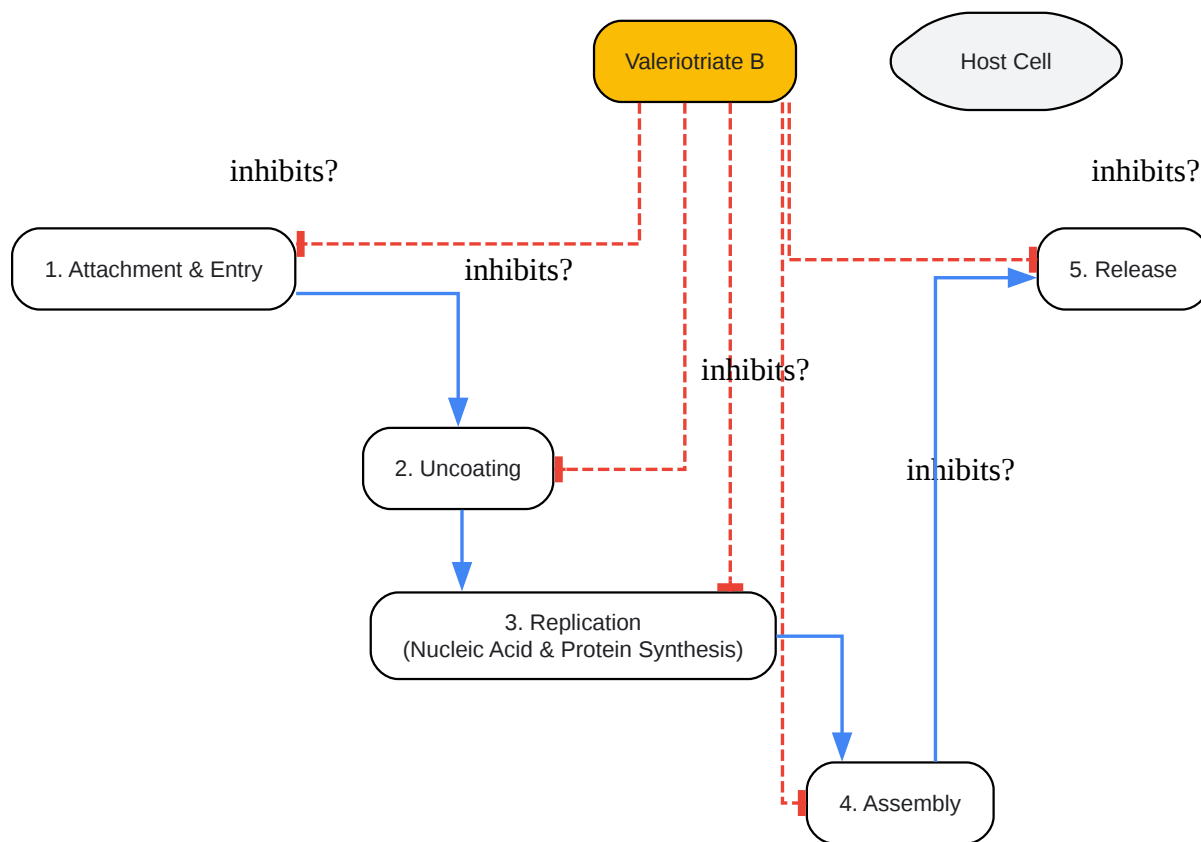 Valeriotriate B
Host Cell
inhibits?
inhibits?
1. Attachment & Entry
inhibits?
5. Release
inhibits?
2. Uncoating
inhibits?
3. Replication
(Nucleic Acid & Protein Synthesis)
4. Assembly